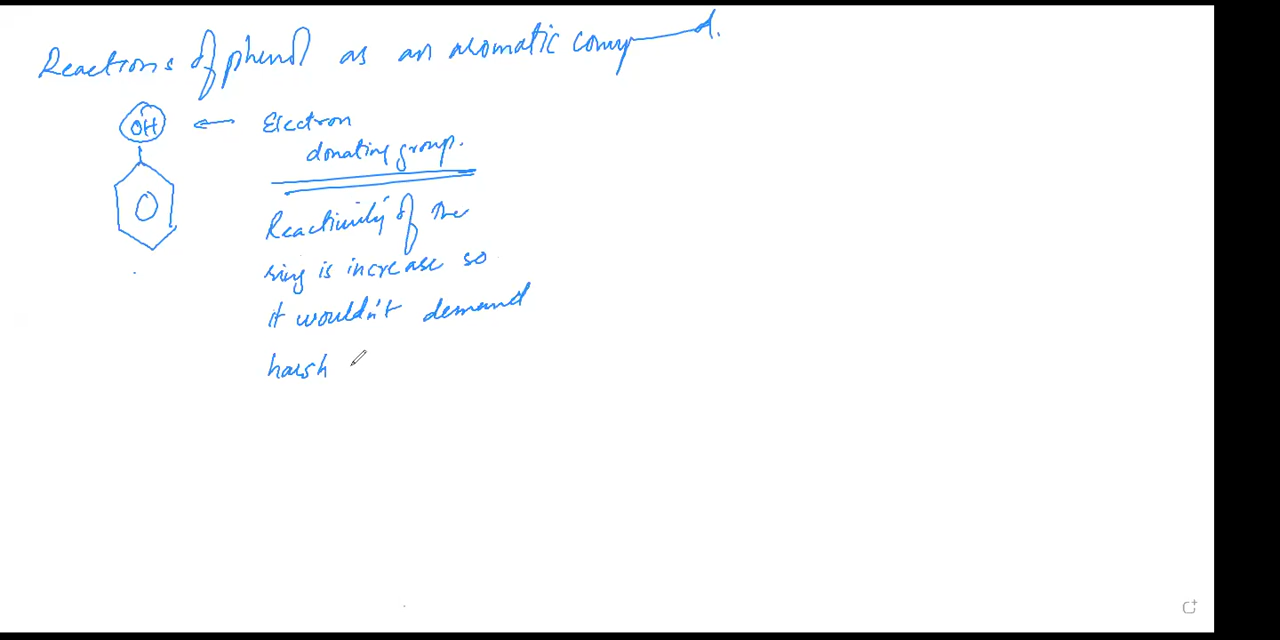 Reactions of phenol as an aromatic compound.
OH ← Electron
donating group.
Reactivity of the
ring is increase so
it wouldn't demand
harsh